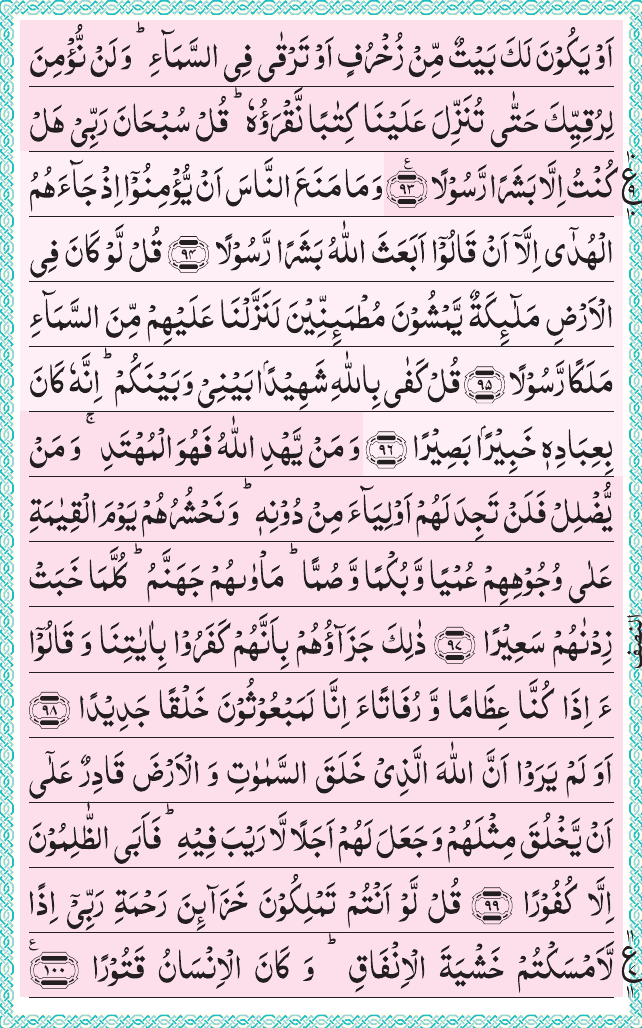 اَوۡ يَكُوۡنَ لَكَ بَيۡتٌ مِّنۡ زُخۡرُفٍ اَوۡ تَرۡقٰى فِى السَّمَآءِ ؕ وَلَنۡ نُّؤۡمِنَ
لِرُقِيِّكَ حَتّٰى تُنَزِّلَ عَلَيۡنَا كِتٰبًا نَّقۡرَؤُهٗ ؕ قُلۡ سُبۡحَانَ رَبِّىۡ هَلۡ
كُنۡتُ اِلَّا بَشَرًا رَّسُوۡلًا ﴿۹۳﴾ وَمَا مَنَعَ النَّاسَ اَنۡ يُّؤۡمِنُوۡۤا اِذۡ جَآءَهُمُ
الۡهُدٰٓى اِلَّاۤ اَنۡ قَالُوۡۤا اَبَعَثَ اللّٰهُ بَشَرًا رَّسُوۡلًا ﴿۹۴﴾ قُلْ لَّوۡ كَانَ فِى
الۡاَرۡضِ مَلٰۤٮِٕكَةٌ يَّمۡشُوۡنَ مُطۡمَٮِٕنِّيۡنَ لَنَزَّلۡنَا عَلَيۡهِمۡ مِّنَ السَّمَآءِ
مَلَكًا رَّسُوۡلًا ﴿۹۵﴾ قُلۡ كَفٰى بِاللّٰهِ شَهِيۡدًۢا بَيۡنِىۡ وَبَيۡنَكُمۡ ؕ اِنَّهٗ كَانَ
بِعِبَادِهٖ خَبِيۡرًۢا بَصِيۡرًا ﴿۹۶﴾ وَمَنۡ يَّهۡدِ اللّٰهُ فَهُوَ الۡمُهۡتَدِ ۚ وَمَنۡ
يُّضۡلِلۡ فَلَنۡ تَجِدَ لَهُمۡ اَوۡلِيَآءَ مِنۡ دُوۡنِهٖ ؕ وَنَحۡشُرُهُمۡ يَوۡمَ الۡقِيٰمَةِ
عَلٰى وُجُوۡهِهِمۡ عُمۡيًا وَّبُكۡمًا وَّصُمًّا ؕ مَاۡوٰٮهُمۡ جَهَنَّمُ ؕ كُلَّمَا خَبَتۡ
زِدۡنٰهُمۡ سَعِيۡرًا ﴿۹۷﴾ ذٰلِكَ جَزَآؤُهُمۡ بِاَنَّهُمۡ كَفَرُوۡا بِاٰيٰتِنَا وَقَالُوۡۤا
ءَاِذَا كُنَّا عِظَامًا وَّرُفَاتًا ءَاِنَّا لَمَبۡعُوۡثُوۡنَ خَلۡقًا جَدِيۡدًا ﴿۹۸﴾
اَوَلَمۡ يَرَوۡا اَنَّ اللّٰهَ الَّذِىۡ خَلَقَ السَّمٰوٰتِ وَالۡاَرۡضَ قَادِرٌ عَلٰٓى
اَنۡ يَّخۡلُقَ مِثۡلَهُمۡ وَجَعَلَ لَهُمۡ اَجَلًا لَّا رَيۡبَ فِيۡهِ ؕ فَاَبَى الظّٰلِمُوۡنَ
اِلَّا كُفُوۡرًا ﴿۹۹﴾ قُلْ لَّوۡ اَنۡتُمۡ تَمۡلِكُوۡنَ خَزَآٮِٕنَ رَحۡمَةِ رَبِّىۡۤ اِذًا
لَّاَمۡسَكۡتُمۡ خَشۡيَةَ الۡاِنۡفَاقِ ؕ وَكَانَ الۡاِنۡسَانُ قَتُوۡرًا ﴿۱۰۰﴾